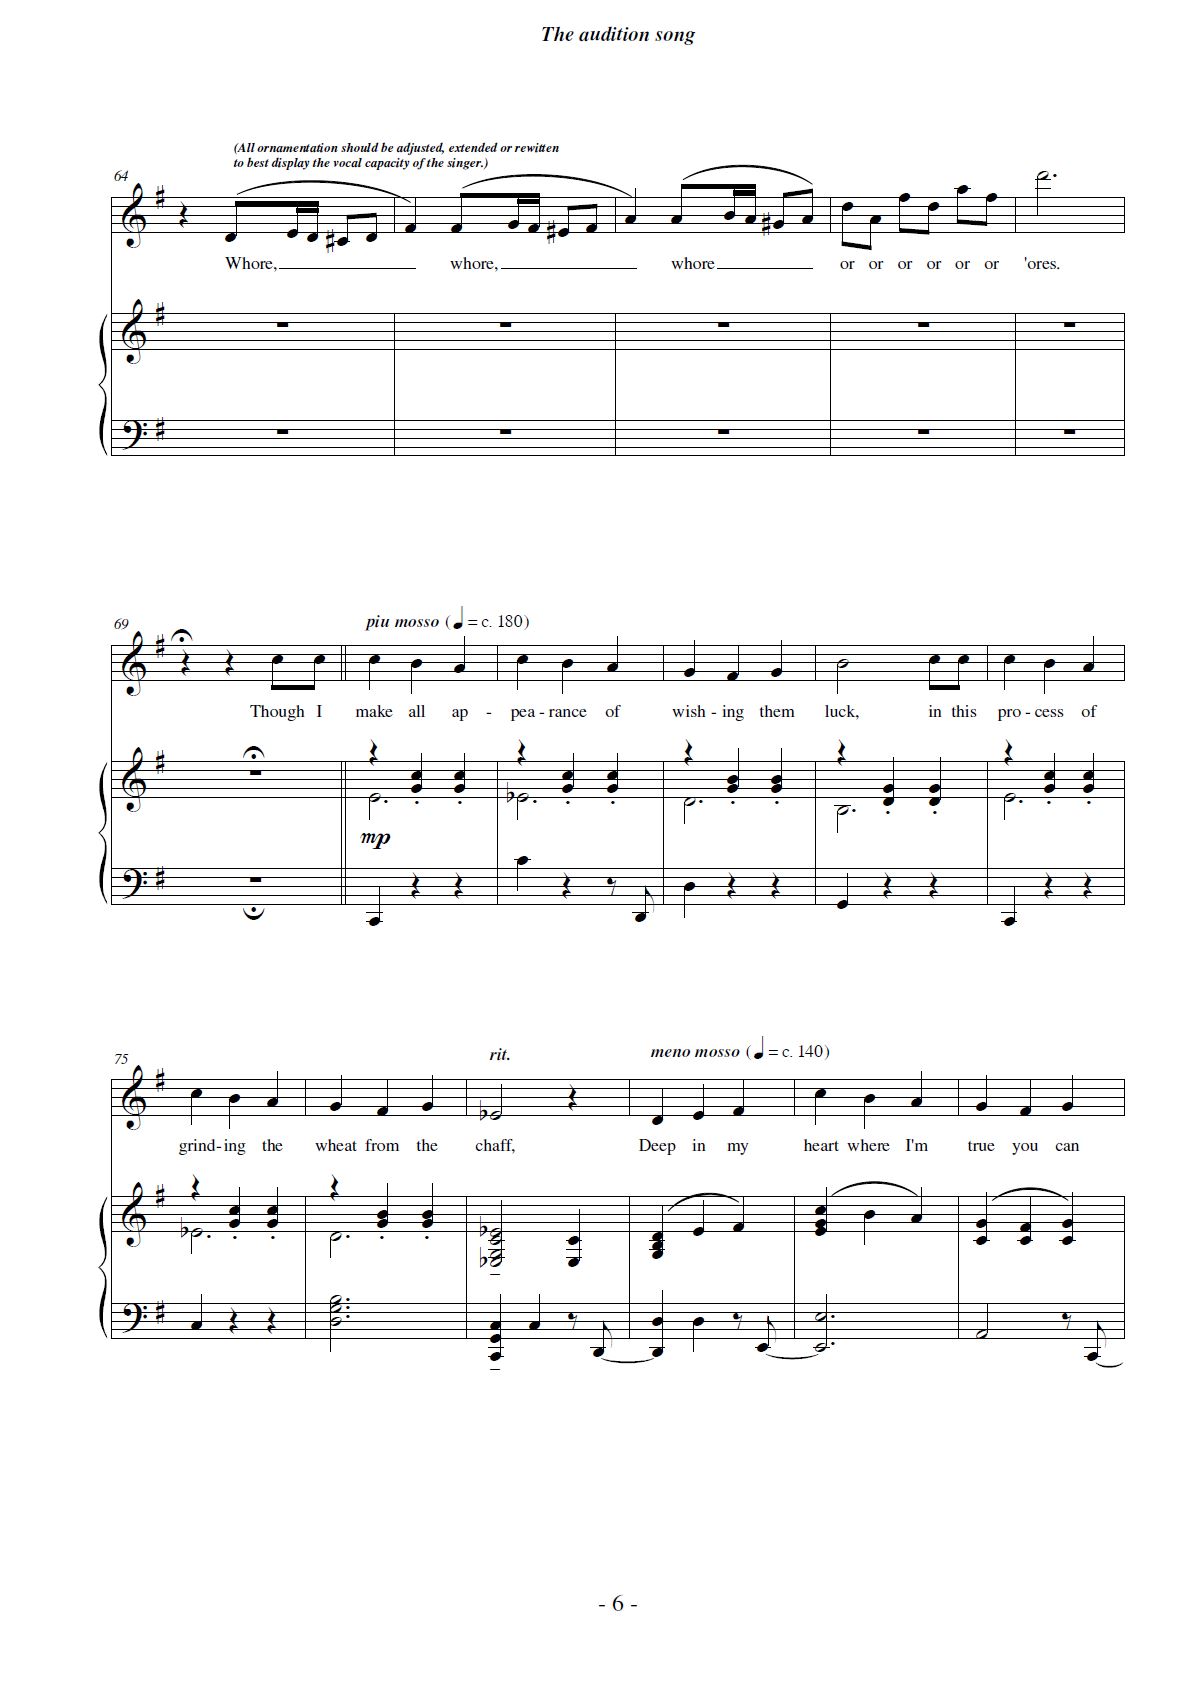 The audition song
(All ornamentation should be adjusted, extended or rewitten
to best display the vocal capacity of the singer.)
64
Whore, whore, whore or or or or or or 'ores.
69
piu mosso (♩ = c. 180)
Though I make all ap - pea - rance of wish - ing them luck, in this pro - cess of
mp
75
rit.
meno mosso (♩ = c. 140)
grind - ing the wheat from the chaff, Deep in my heart where I'm true you can
- 6 -